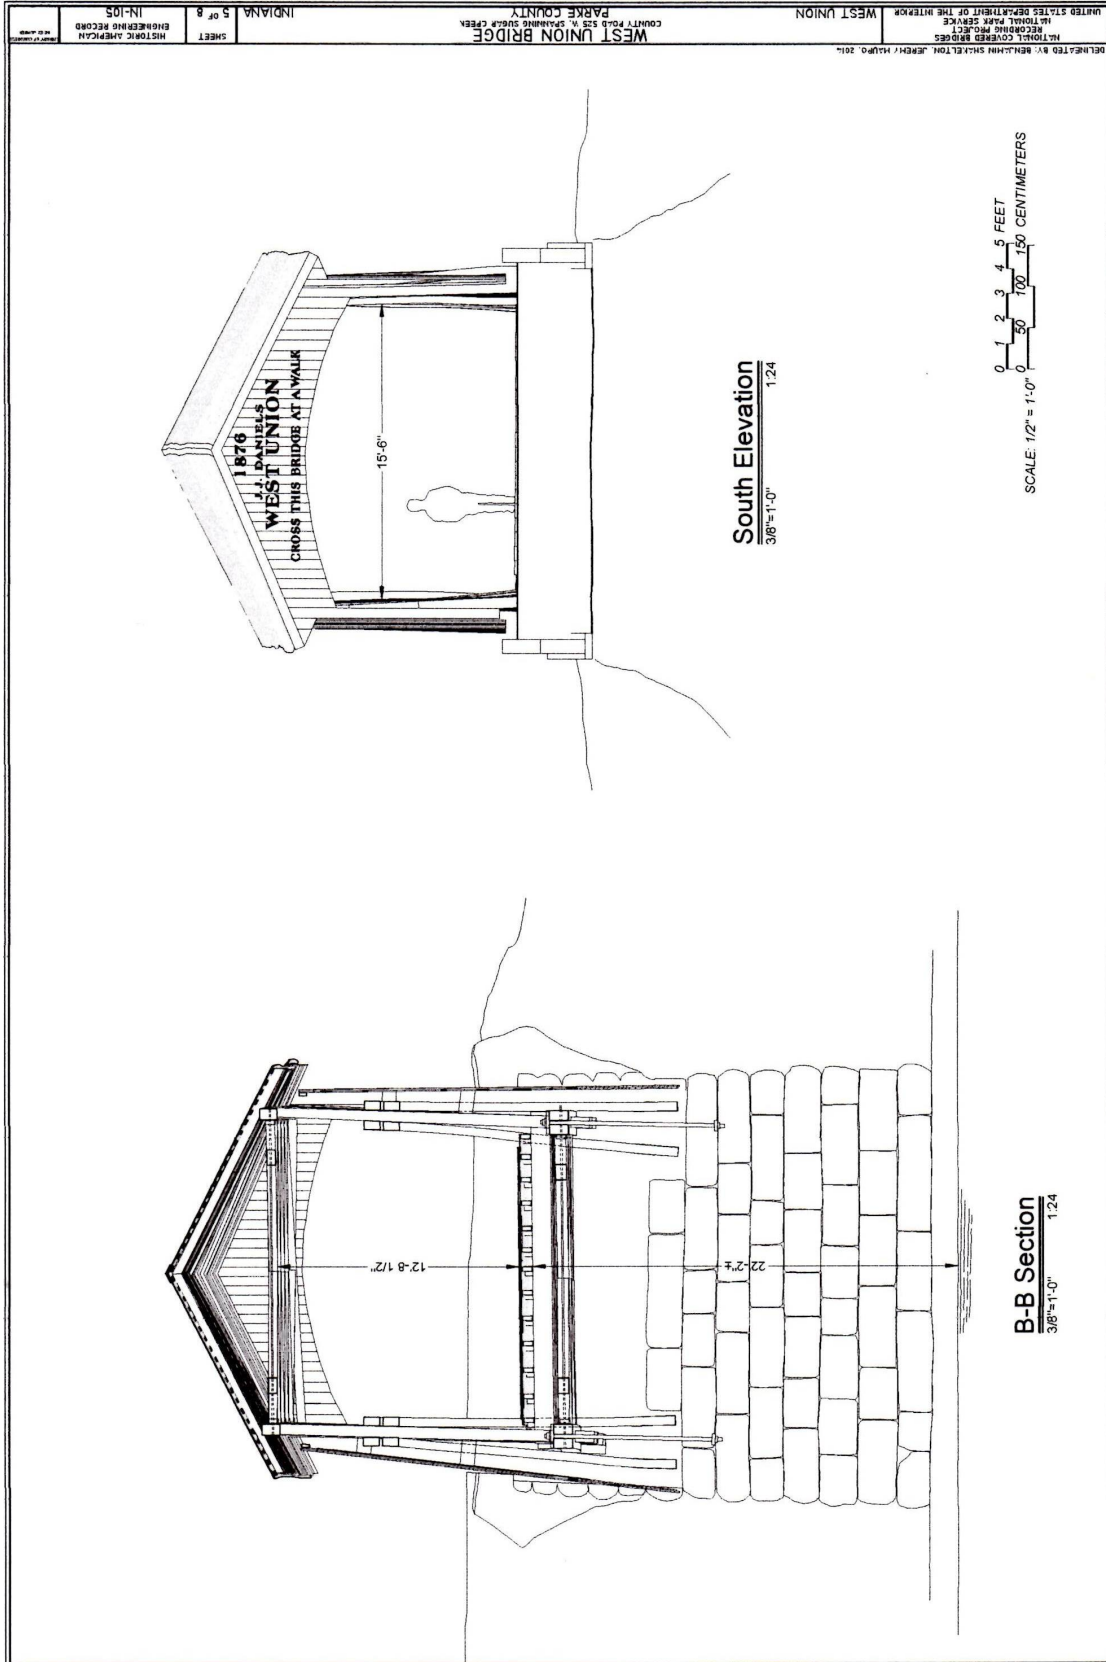 DELINEATED BY: BENJAMIN SHAKELTON, JEREMY MAUPO, 2014
NATIONAL COVERED BRIDGES
RECORDING PROJECT
NATIONAL PARK SERVICE
UNITED STATES DEPARTMENT OF THE INTERIOR
WEST UNION
WEST UNION BRIDGE
COUNTY ROAD 525 W, SPANNING SUGAR CREEK
PARKE COUNTY
INDIANA
SHEET
5 OF 8
HISTORIC AMERICAN
ENGINEERING RECORD
IN-105
1876
J.J. DANIELS
WEST UNION
CROSS THIS BRIDGE AT A WALK
15'-6"
South Elevation
3/8"=1'-0" 1:24
0 1 2 3 4 5 FEET
0 50 100 150 CENTIMETERS
SCALE: 1/2" = 1'-0"
12'-8 1/2"
22'-2"±
B-B Section
3/8"=1'-0" 1:24